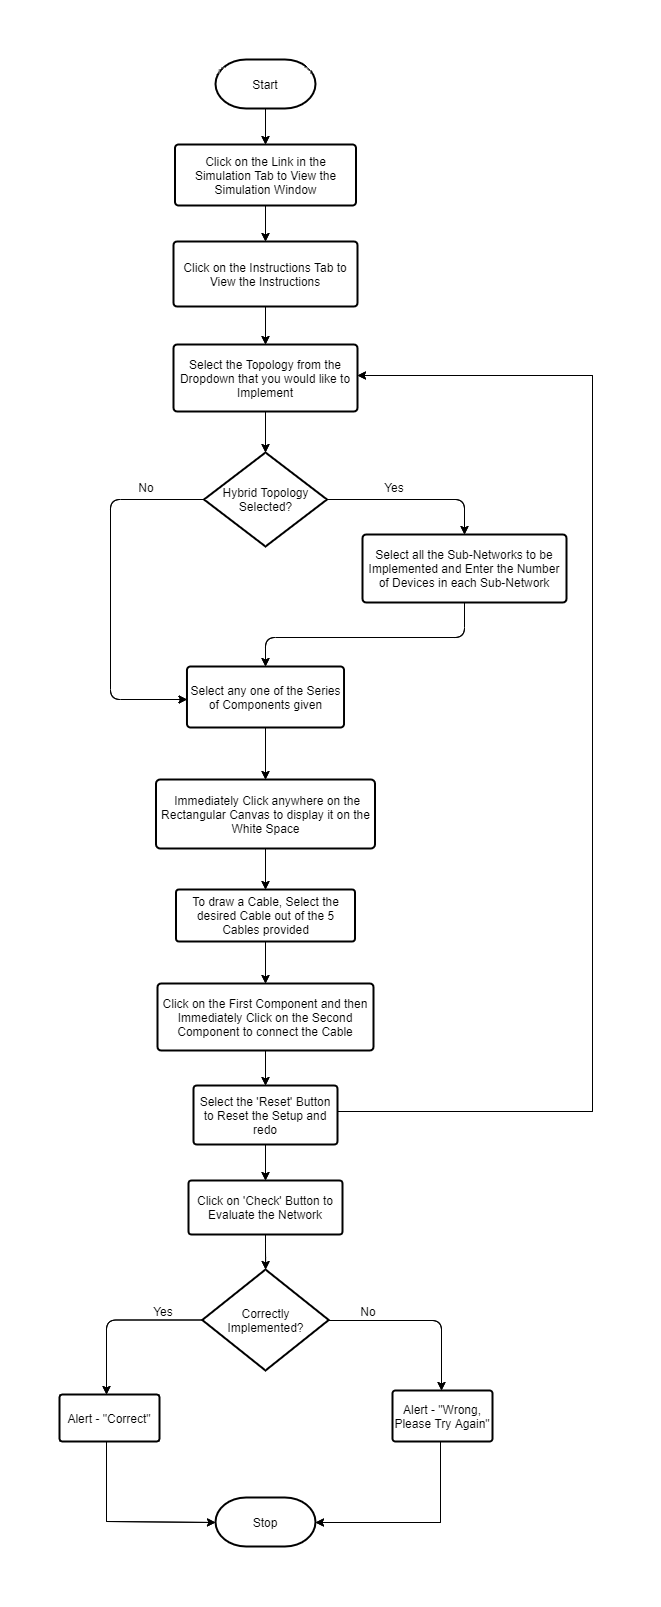 Start
Click on the Link in the
Simulation Tab to View the
Simulation Window
Click on the Instructions Tab to
View the Instructions
Select the Topology from the
Dropdown that you would like to
Implement
Hybrid Topology
Selected?
No
Yes
Select all the Sub-Networks to be
Implemented and Enter the Number
of Devices in each Sub-Network
Select any one of the Series
of Components given
Immediately Click anywhere on the
Rectangular Canvas to display it on the
White Space
To draw a Cable, Select the
desired Cable out of the 5
Cables provided
Click on the First Component and then
Immediately Click on the Second
Component to connect the Cable
Select the 'Reset' Button
to Reset the Setup and
redo
Click on 'Check' Button to
Evaluate the Network
Correctly
Implemented?
Yes
No
Alert - "Correct"
Alert - "Wrong,
Please Try Again"
Stop